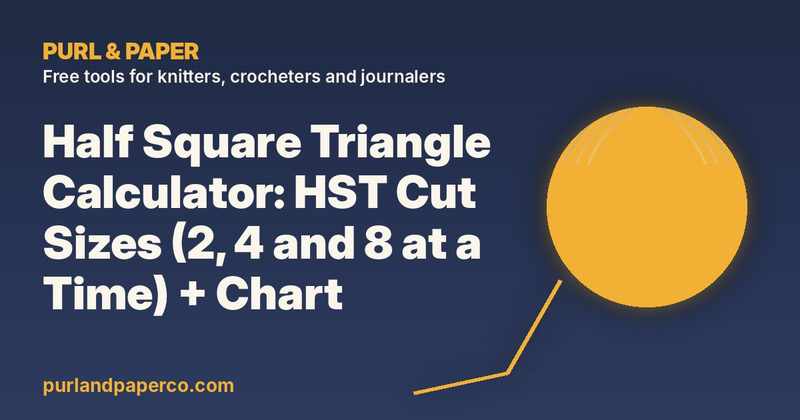 PURL & PAPER
Free tools for knitters, crocheters and journalers
Half Square Triangle
Calculator: HST Cut
Sizes (2, 4 and 8 at a
Time) + Chart
purlandpaperco.com